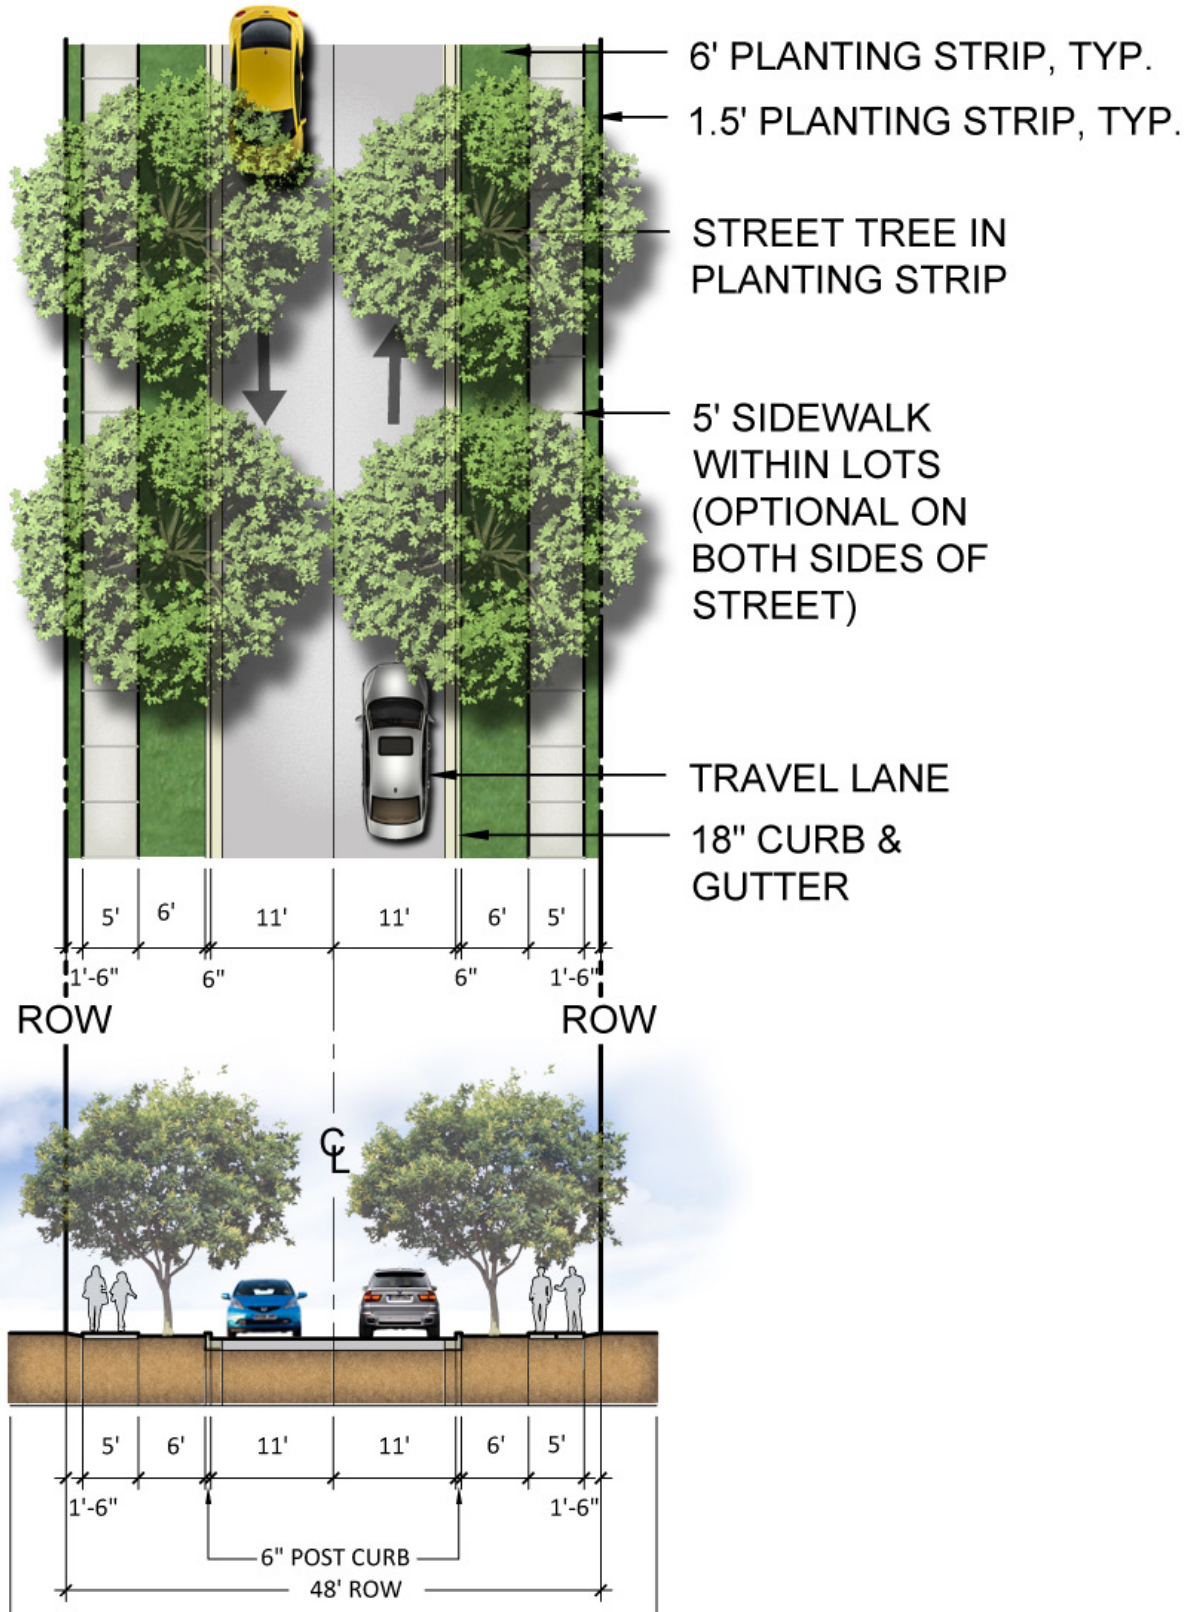 6' PLANTING STRIP, TYP.
1.5' PLANTING STRIP, TYP.
STREET TREE IN
PLANTING STRIP
5' SIDEWALK
WITHIN LOTS
(OPTIONAL ON
BOTH SIDES OF
STREET)
TRAVEL LANE
18" CURB &
GUTTER
5' 6' 11' 11' 6' 5'
1'-6" 6" 6" 1'-6"
ROW ROW
CL
5' 6' 11' 11' 6' 5'
1'-6" 1'-6"
6" POST CURB
48' ROW